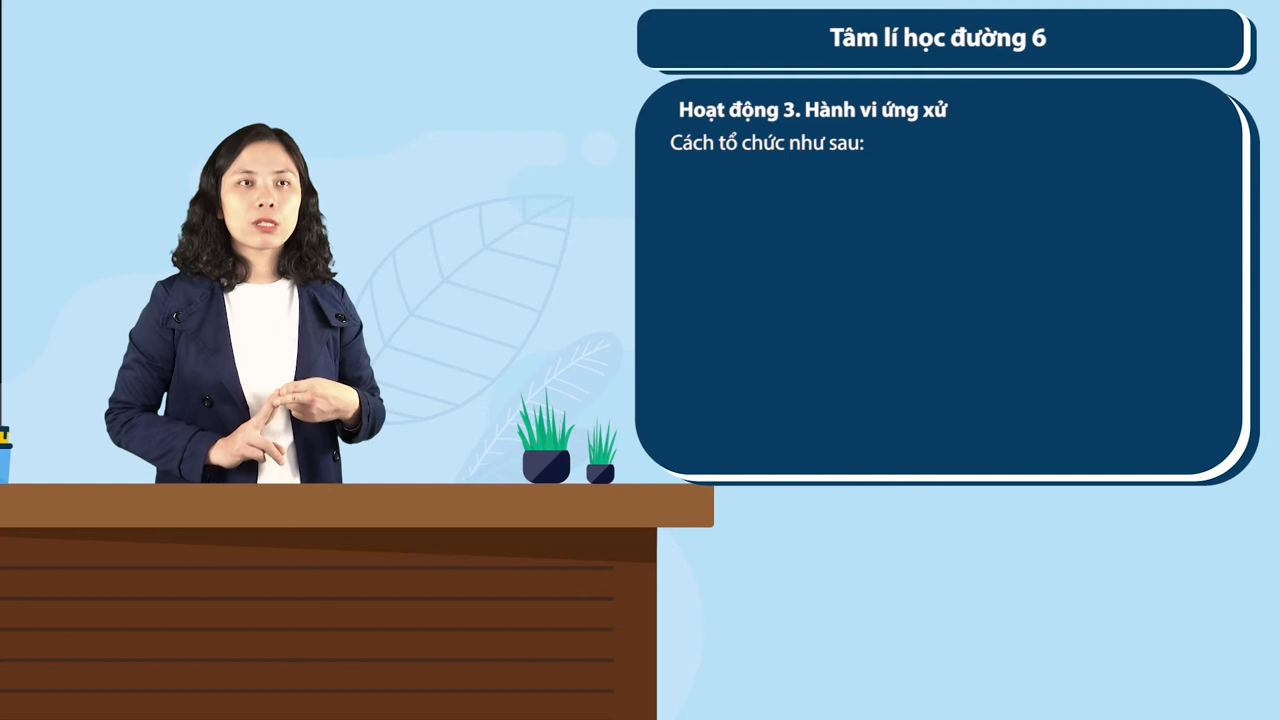 Tâm lí học đường 6
Hoạt động 3. Hành vi ứng xử
Cách tổ chức như sau: